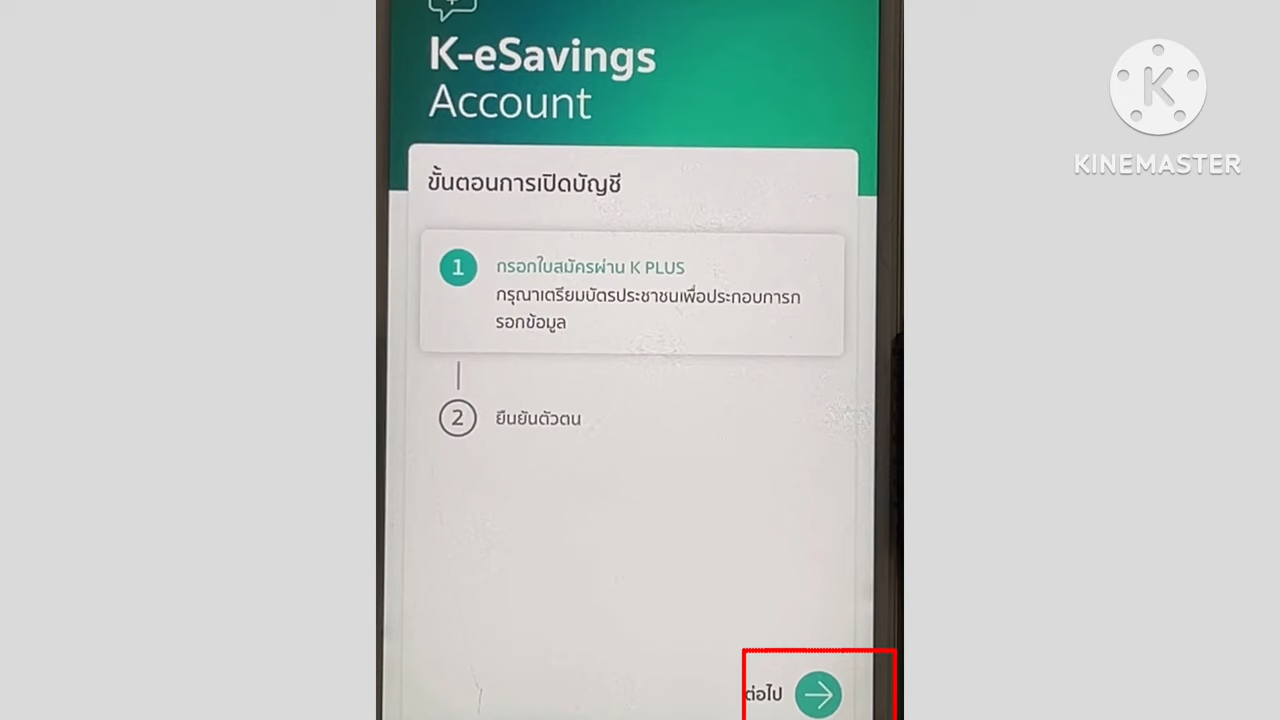 K-eSavings
Account
ขั้นตอนการเปิดบัญชี
1
กรอกใบสมัครผ่าน K PLUS
กรุณาเตรียมบัตรประชาชนเพื่อประกอบการก
รอกข้อมูล
2
ยืนยันตัวตน
ต่อไป
K
KINEMASTER